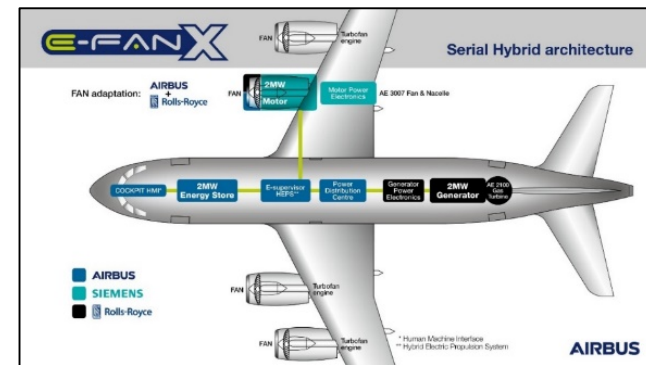 E-FAN X
Serial Hybrid architecture
FAN
Turbofan
engine
FAN adaptation:
AIRBUS
+
Rolls-Royce
FAN
2MW
Motor
Motor Power
Electronics
AE 3007 Fan & Nacelle
COCKPIT HMI*
2MW
Energy Store
E-supervisor
HEPS**
Power
Distribution
Centre
Generator
Power
Electronics
2MW
Generator
AE 2100
Gas
Turbine
AIRBUS
SIEMENS
Rolls-Royce
FAN
Turbofan
engine
FAN
Turbofan
engine
* Human Machine Interface
** Hybrid Electric Propulsion System
AIRBUS